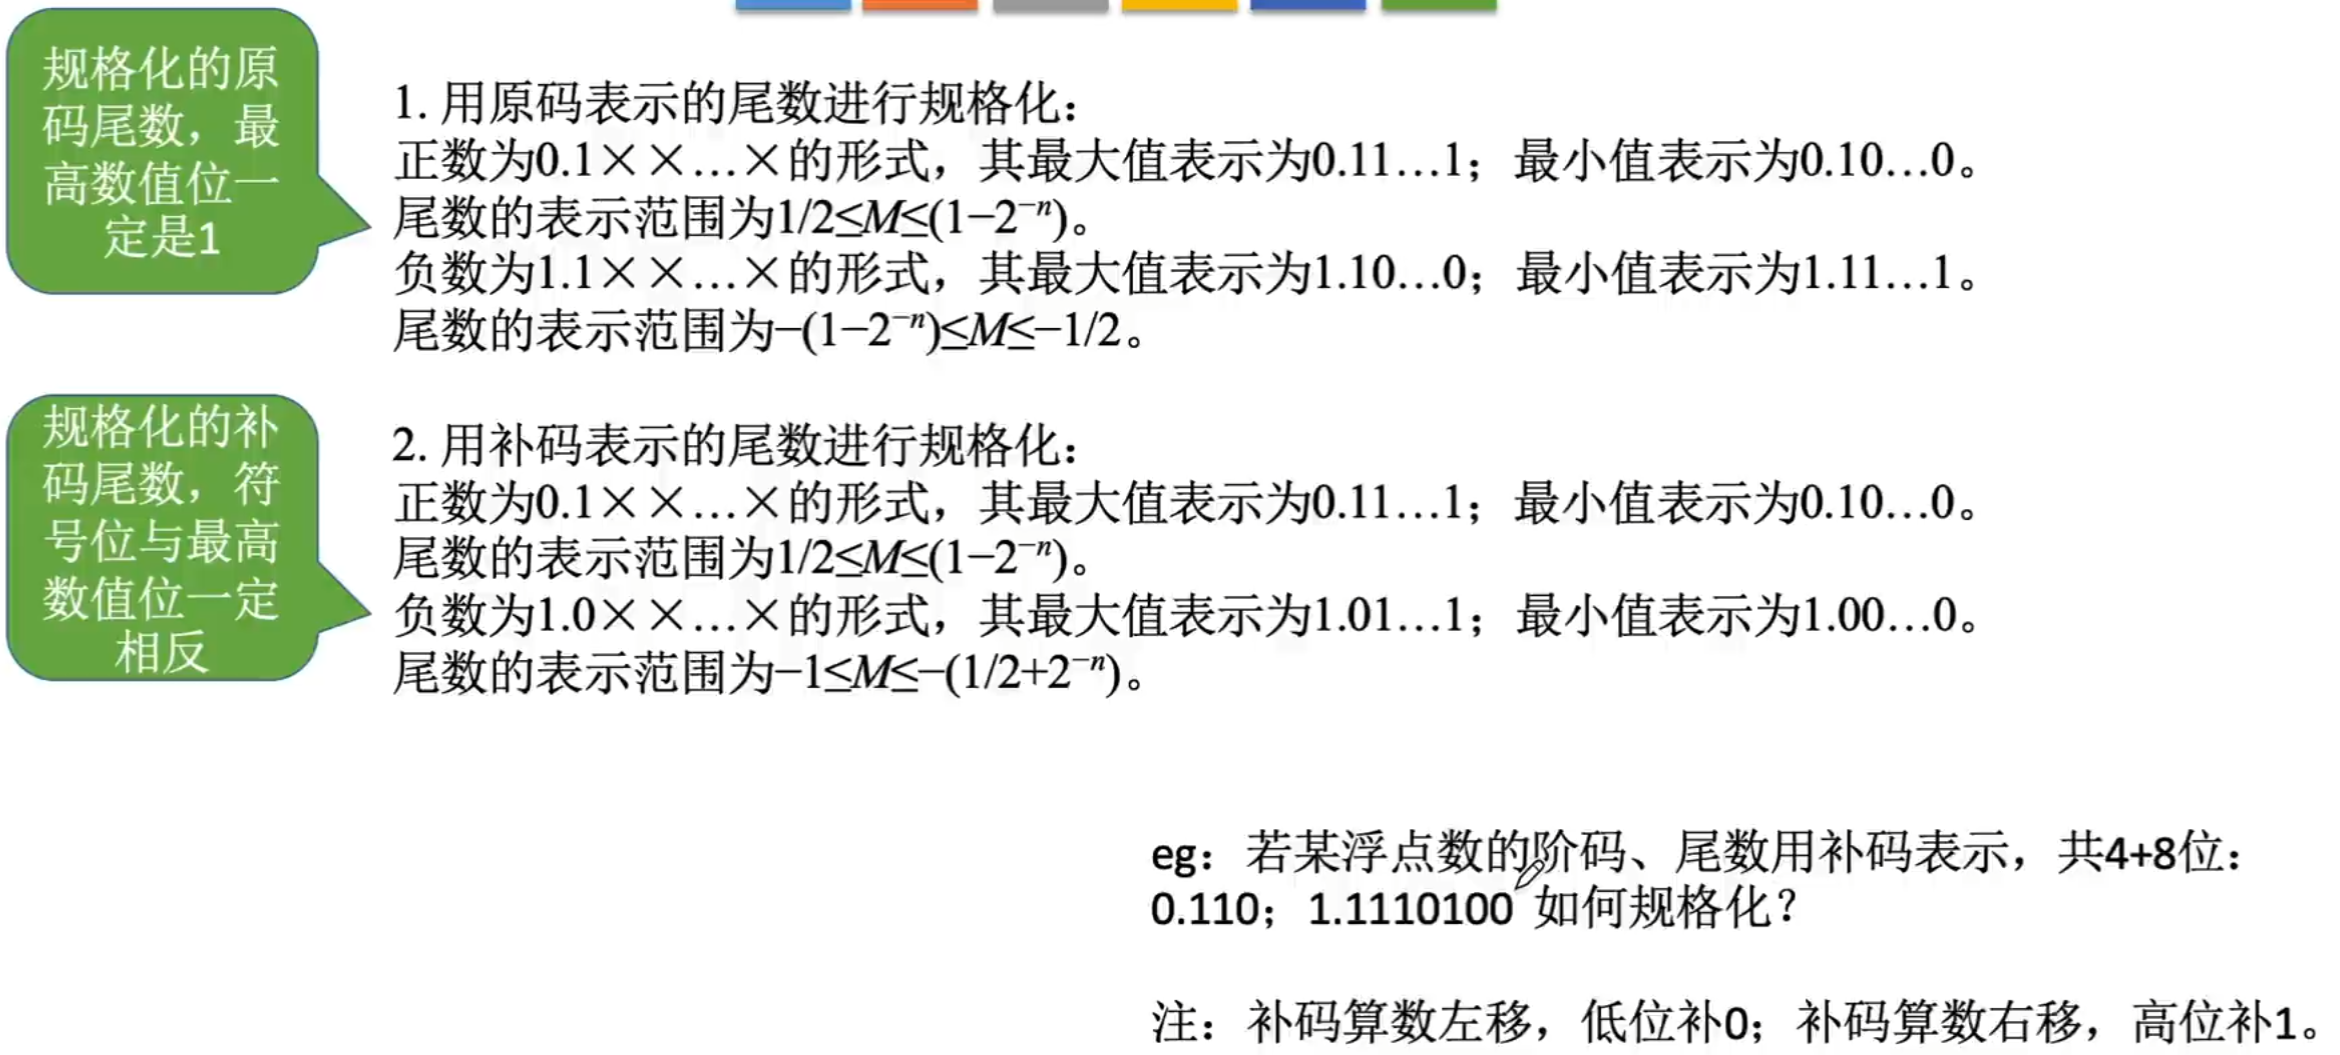 规格化的原
码尾数，最
高数值位一
定是1
1. 用原码表示的尾数进行规格化：
正数为0.1××…×的形式，其最大值表示为0.11…1；最小值表示为0.10…0。
尾数的表示范围为1/2≤M≤(1−2⁻ⁿ)。
负数为1.1××…×的形式，其最大值表示为1.10…0；最小值表示为1.11…1。
尾数的表示范围为−(1−2⁻ⁿ)≤M≤−1/2。
规格化的补
码尾数，符
号位与最高
数值位一定
相反
2. 用补码表示的尾数进行规格化：
正数为0.1××…×的形式，其最大值表示为0.11…1；最小值表示为0.10…0。
尾数的表示范围为1/2≤M≤(1−2⁻ⁿ)。
负数为1.0××…×的形式，其最大值表示为1.01…1；最小值表示为1.00…0。
尾数的表示范围为−1≤M≤−(1/2+2⁻ⁿ)。
eg：若某浮点数的阶码、尾数用补码表示，共4+8位：
0.110；1.1110100 如何规格化？
注：补码算数左移，低位补0；补码算数右移，高位补1。